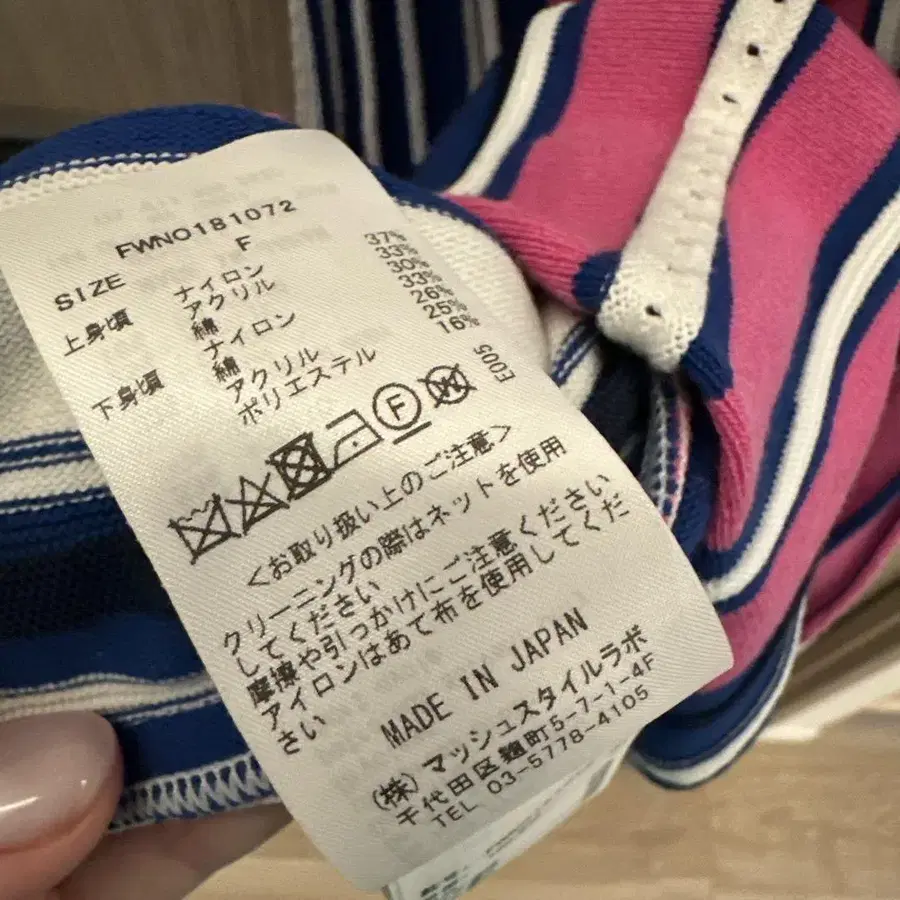 FWNO181072
SIZE F
上身頃 ナイロン 37%
アクリル 33%
綿 30%
下身頃 ナイロン 33%
綿 26%
アクリル 25%
ポリエステル 16%
E05
F
W
<お取り扱い上のご注意>
クリーニングの際はネットを使用
してください
摩擦や引っかけにご注意ください
アイロンはあて布を使用してくだ
さい
MADE IN JAPAN
(株) マッシュスタイルラボ
千代田区麹町5-7-1-4F
TEL 03-5778-4105